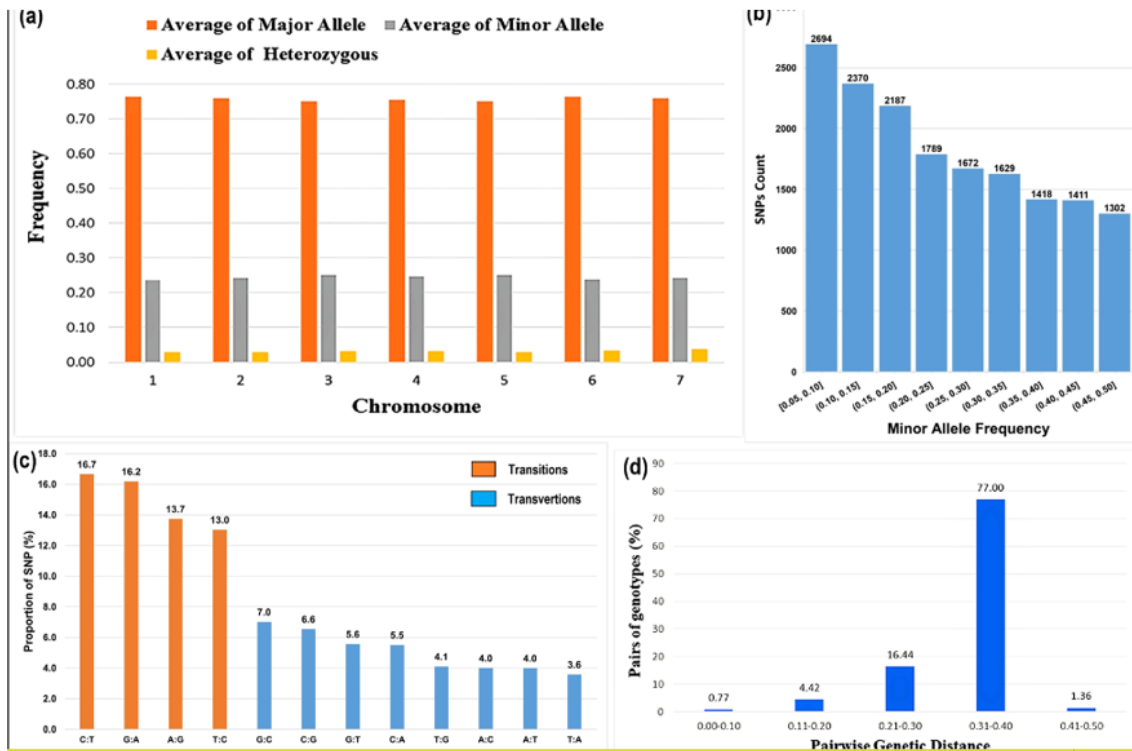 (a)
Average of Major Allele
Average of Minor Allele
Average of Heterozygous
0.80
0.70
0.60
0.50
0.40
0.30
0.20
0.10
0.00
Frequency
1 2 3 4 5 6 7
Chromosome
(b)
2500
2000
1500
1000
500
0
SNPs Count
2694
2370
2187
1789
1672
1629
1418
1411
1302
[0.05, 0.10]
(0.10, 0.15]
(0.15, 0.20]
(0.20, 0.25]
(0.25, 0.30]
(0.30, 0.35]
(0.35, 0.40]
(0.40, 0.45]
(0.45, 0.50]
Minor Allele Frequency
(c)
18.0
16.0
14.0
12.0
10.0
8.0
6.0
4.0
2.0
0.0
Proportion of SNP (%)
Transitions
Transvertions
16.7 16.2 13.7 13.0 7.0 6.6 5.6 5.5 4.1 4.0 4.0 3.6
C:T G:A A:G T:C G:C C:G G:T C:A T:G A:C A:T T:A
(d)
90
80
70
60
50
40
30
20
10
0
Pairs of genotypes (%)
0.77 4.42 16.44 77.00 1.36
0.00-0.10 0.11-0.20 0.21-0.30 0.31-0.40 0.41-0.50
Pairwise Genetic Distance